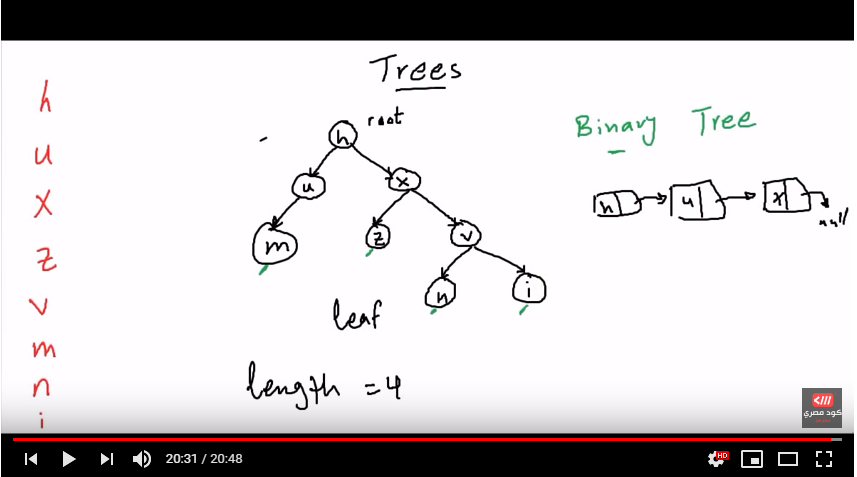 Trees
h
u
x
z
v
m
n
i
root
h
u
x
m
z
v
n
i
leaf
length = 4
Binary Tree
h
u
x
null
كود مصري
20:31 / 20:48
HD